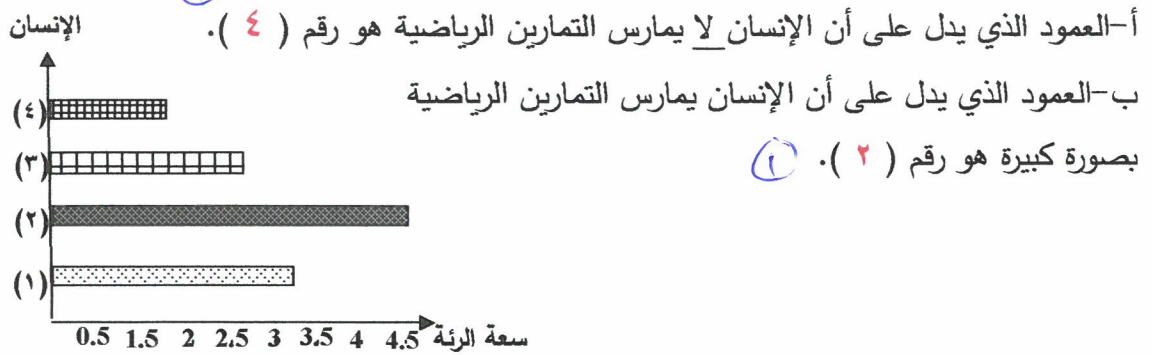 أ-العمود الذي يدل على أن الإنسان لا يمارس التمارين الرياضية هو رقم ( ٤ ).
ب-العمود الذي يدل على أن الإنسان يمارس التمارين الرياضية
بصورة كبيرة هو رقم ( ٢ ). ١
الإنسان
(٤)
(٣)
(٢)
(١)
0.5 1.5 2 2.5 3 3.5 4 4.5 سعة الرئة